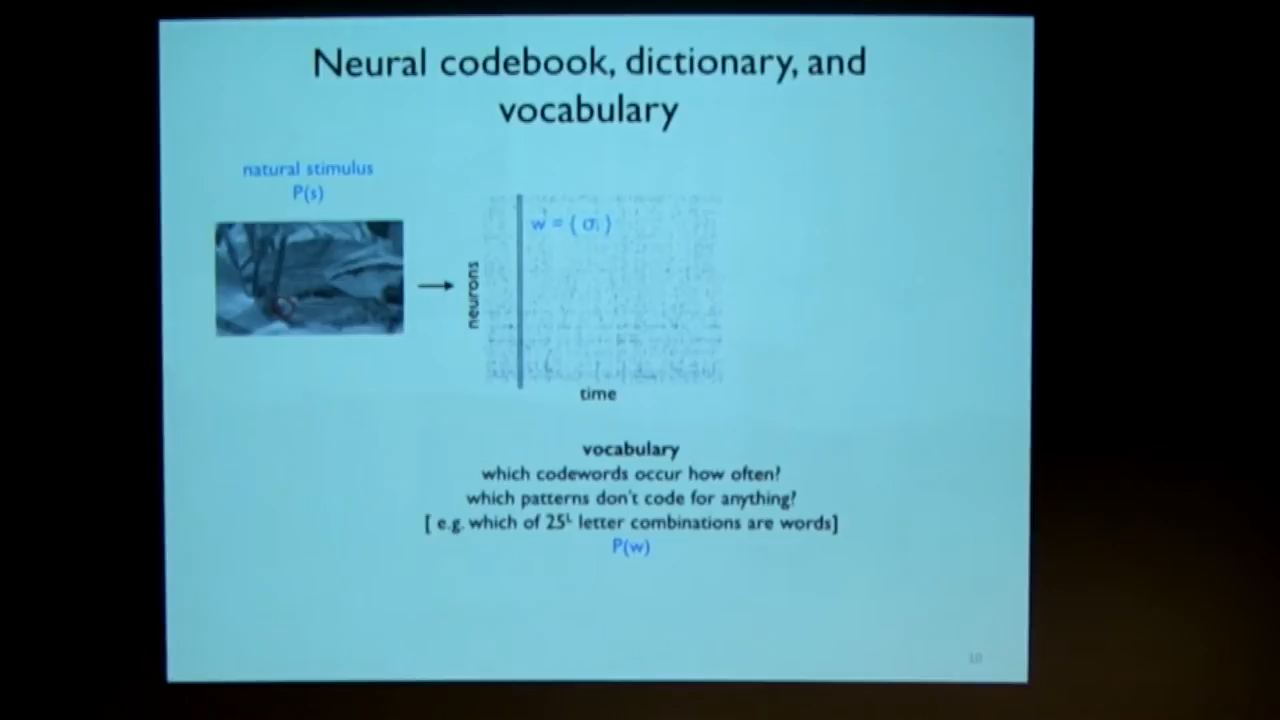 Neural codebook, dictionary, and
vocabulary
natural stimulus
P(s)
w = { σᵢ }
neurons
time
vocabulary
which codewords occur how often?
which patterns don't code for anything?
[ e.g. which of 25ᴸ letter combinations are words]
P(w)